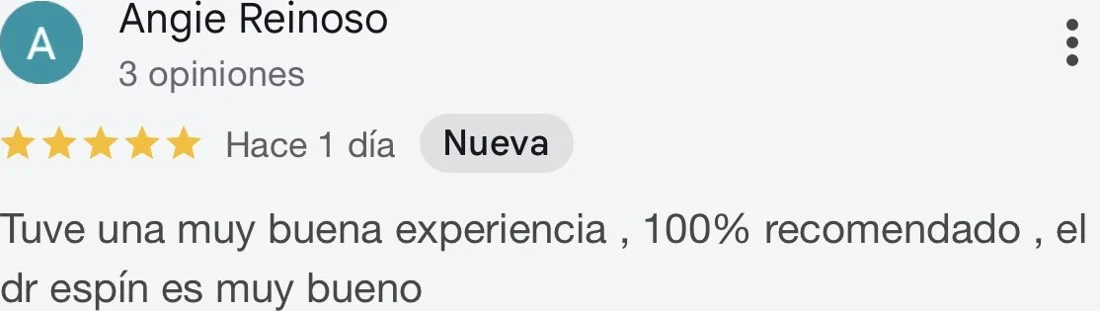 A
Angie Reinoso
3 opiniones
Hace 1 día Nueva
Tuve una muy buena experiencia , 100% recomendado , el
dr espín es muy bueno